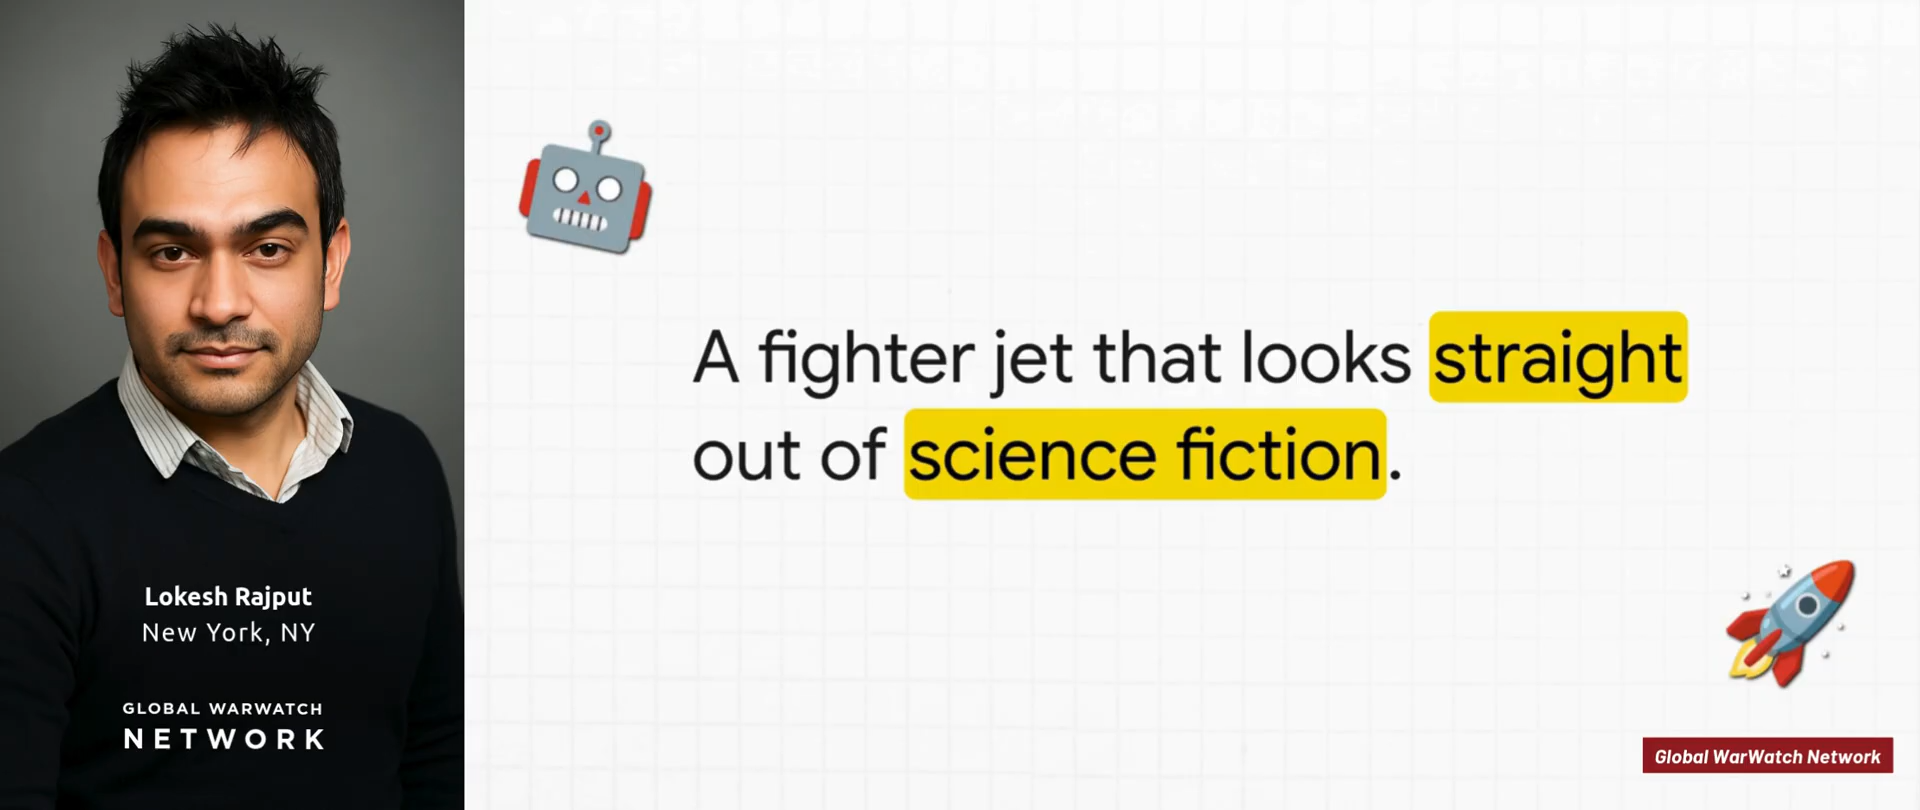 Lokesh Rajput
New York, NY
GLOBAL WARWATCH
NETWORK
A fighter jet that looks straight
out of science fiction.
Global WarWatch Network